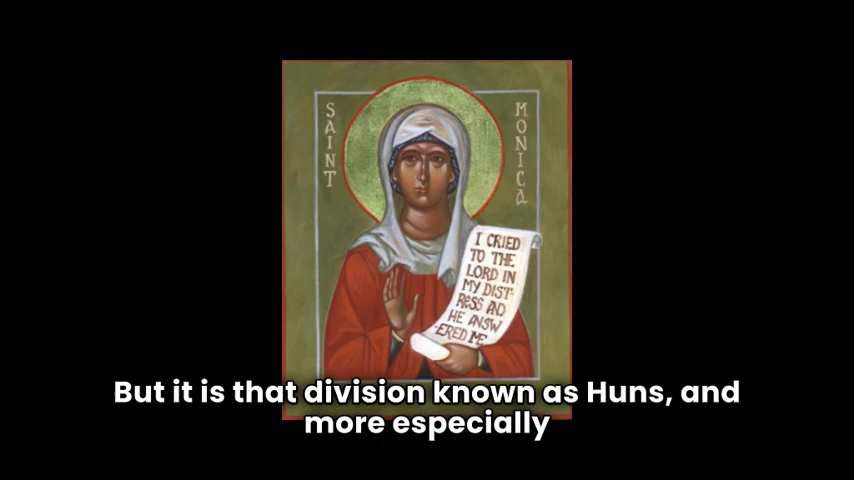 SAINT
MONICA
I CRIED
TO THE
LORD IN
MY DIST-
RESS AND
HE ANSW
-ERED ME
But it is that division known as Huns, and
more especially